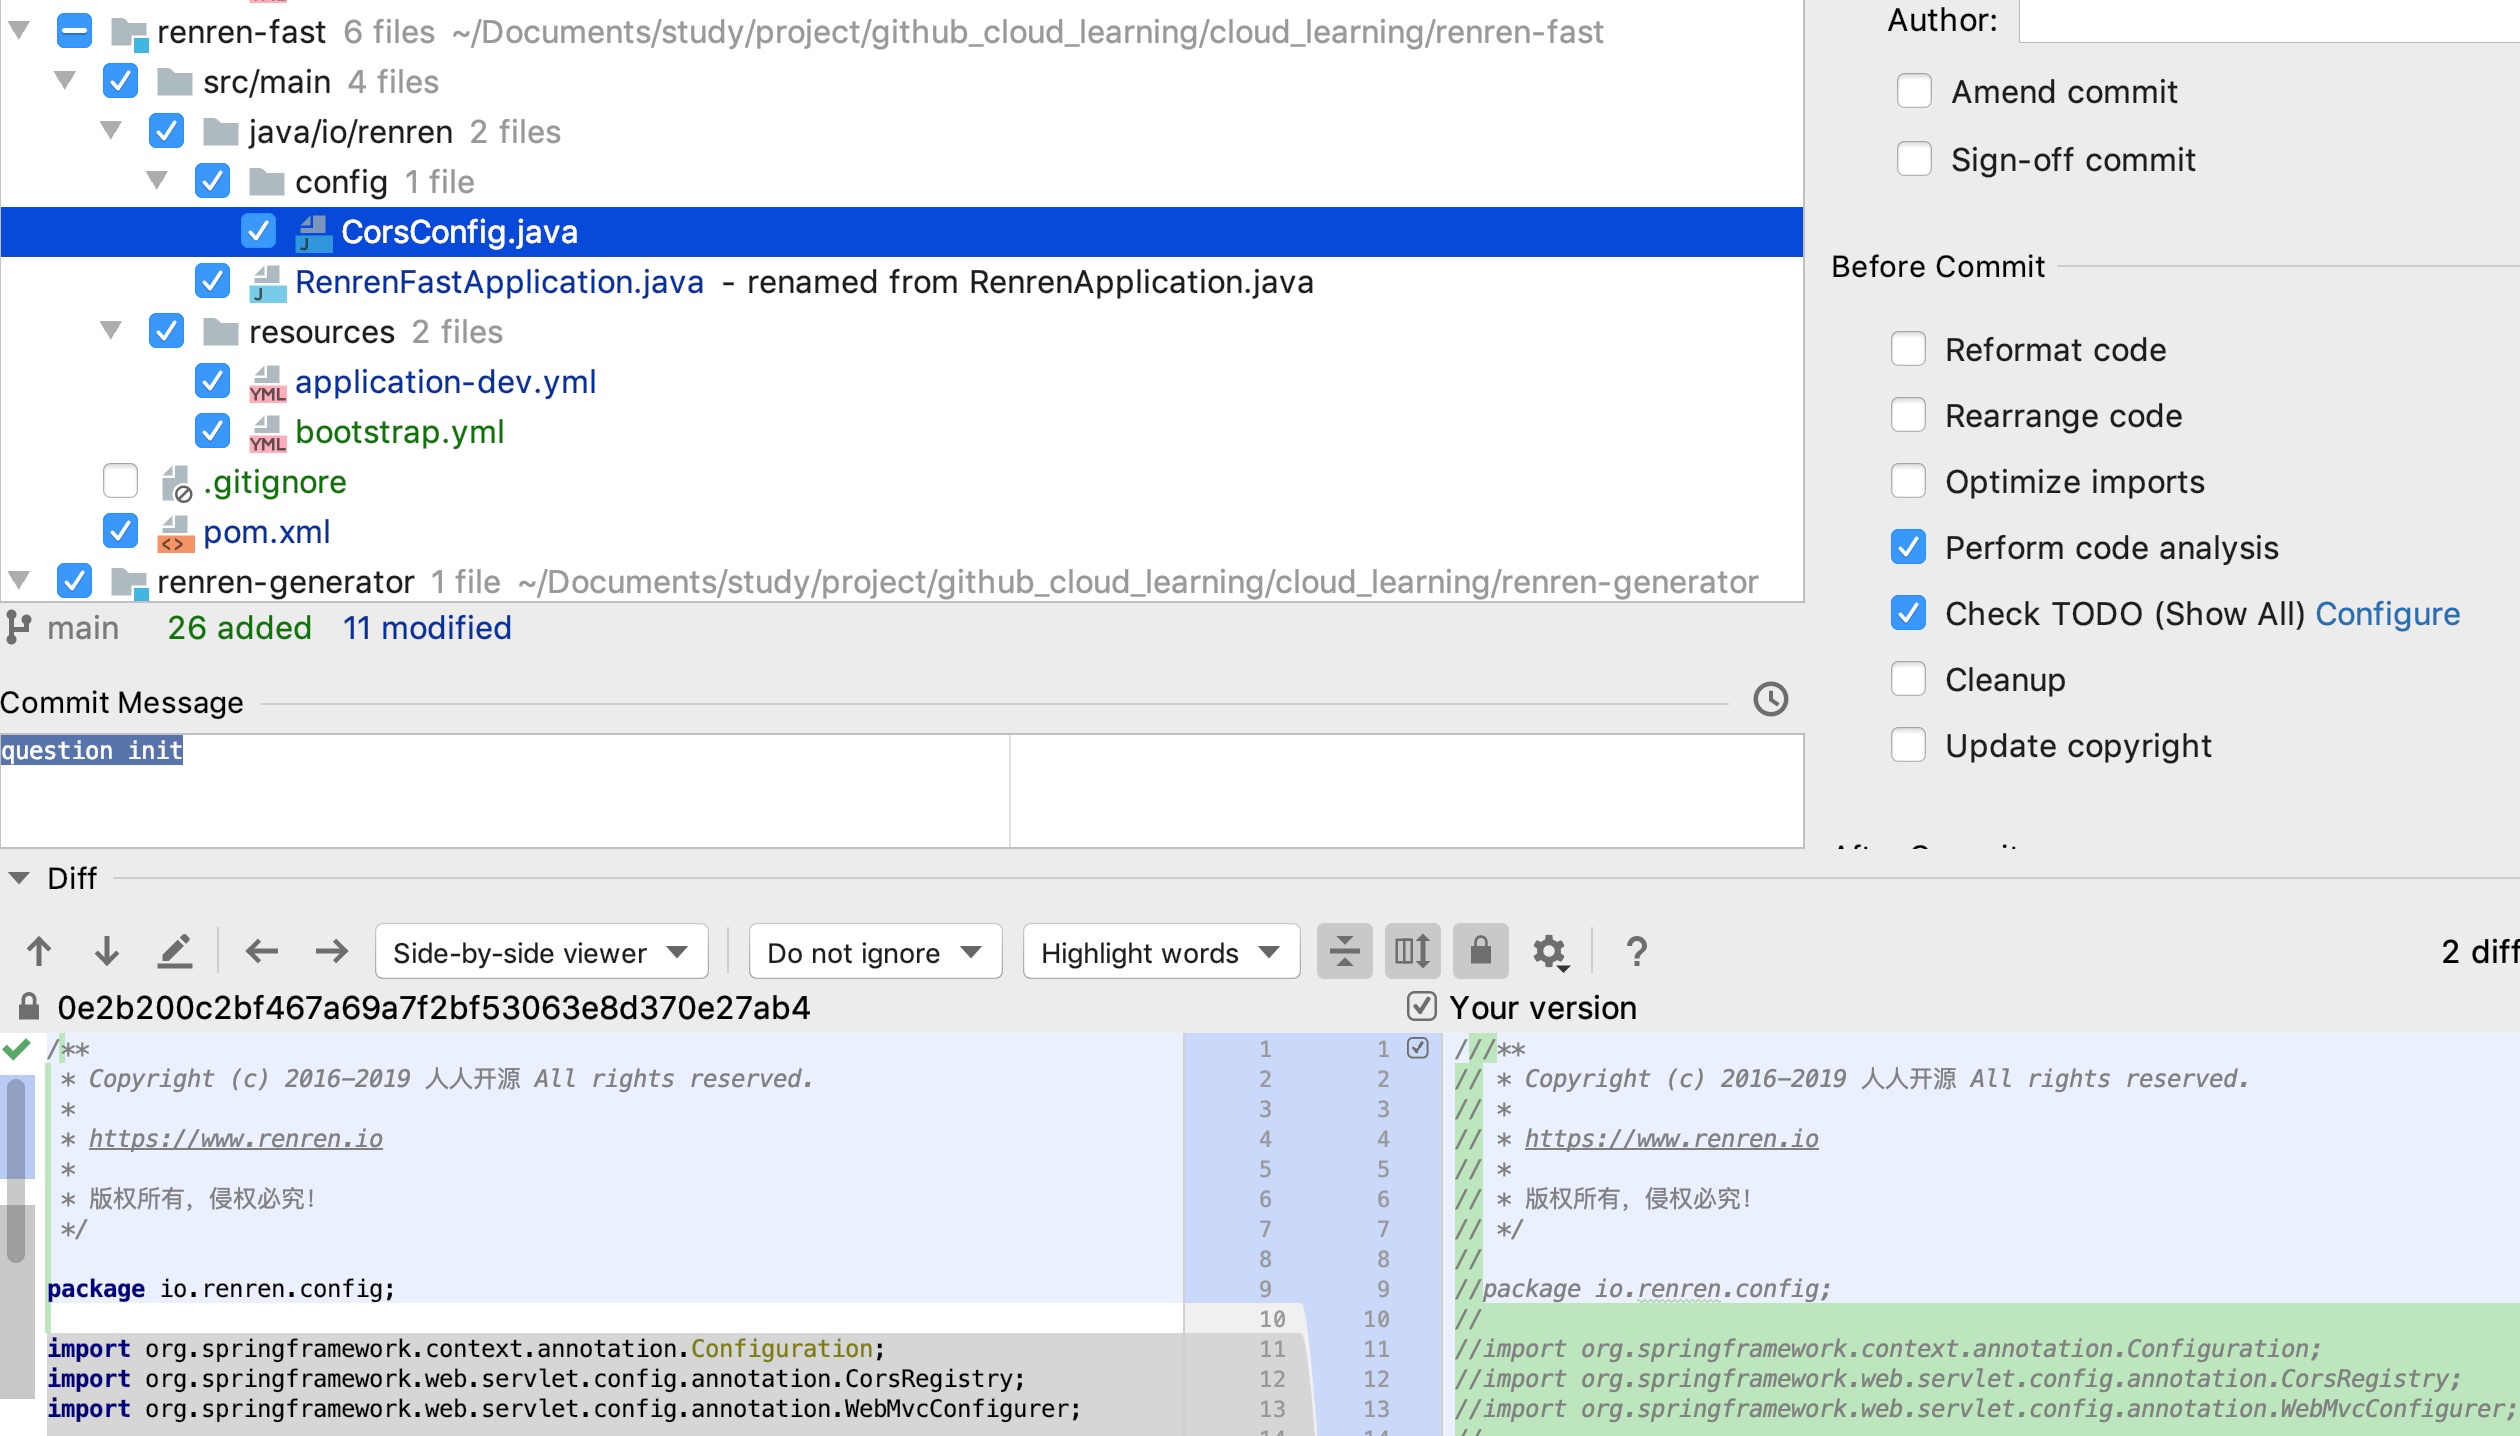 renren-fast 6 files ~/Documents/study/project/github_cloud_learning/cloud_learning/renren-fast
src/main 4 files
java/io/renren 2 files
config 1 file
CorsConfig.java
RenrenFastApplication.java - renamed from RenrenApplication.java
resources 2 files
YML application-dev.yml
YML bootstrap.yml
.gitignore
pom.xml
renren-generator 1 file ~/Documents/study/project/github_cloud_learning/cloud_learning/renren-generator
main 26 added 11 modified
Author:
Amend commit
Sign-off commit
Before Commit
Reformat code
Rearrange code
Optimize imports
Perform code analysis
Check TODO (Show All) Configure
Cleanup
Update copyright
Commit Message
question init
Diff
Side-by-side viewer Do not ignore Highlight words ? 2 diff
0e2b200c2bf467a69a7f2bf53063e8d370e27ab4
/**
* Copyright (c) 2016-2019 人人开源 All rights reserved.
*
* https://www.renren.io
*
* 版权所有，侵权必究！
*/
package io.renren.config;
import org.springframework.context.annotation.Configuration;
import org.springframework.web.servlet.config.annotation.CorsRegistry;
import org.springframework.web.servlet.config.annotation.WebMvcConfigurer;
1 1
2 2
3 3
4 4
5 5
6 6
7 7
8 8
9 9
10 10
11 11
12 12
13 13
14 14
Your version
///**
// * Copyright (c) 2016-2019 人人开源 All rights reserved.
// *
// * https://www.renren.io
// *
// * 版权所有，侵权必究！
// */
//
//package io.renren.config;
//
//import org.springframework.context.annotation.Configuration;
//import org.springframework.web.servlet.config.annotation.CorsRegistry;
//import org.springframework.web.servlet.config.annotation.WebMvcConfigurer;
//